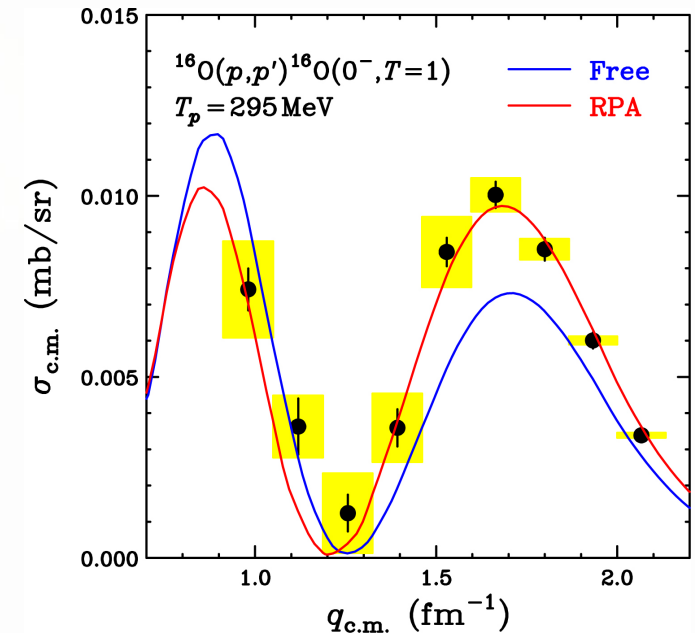 0.015
¹⁶O(p,p′)¹⁶O(0⁻,T=1)
Free
Tₚ=295 MeV
RPA
0.010
σc.m. (mb/sr)
0.005
0.000
1.0 1.5 2.0
qc.m. (fm⁻¹)